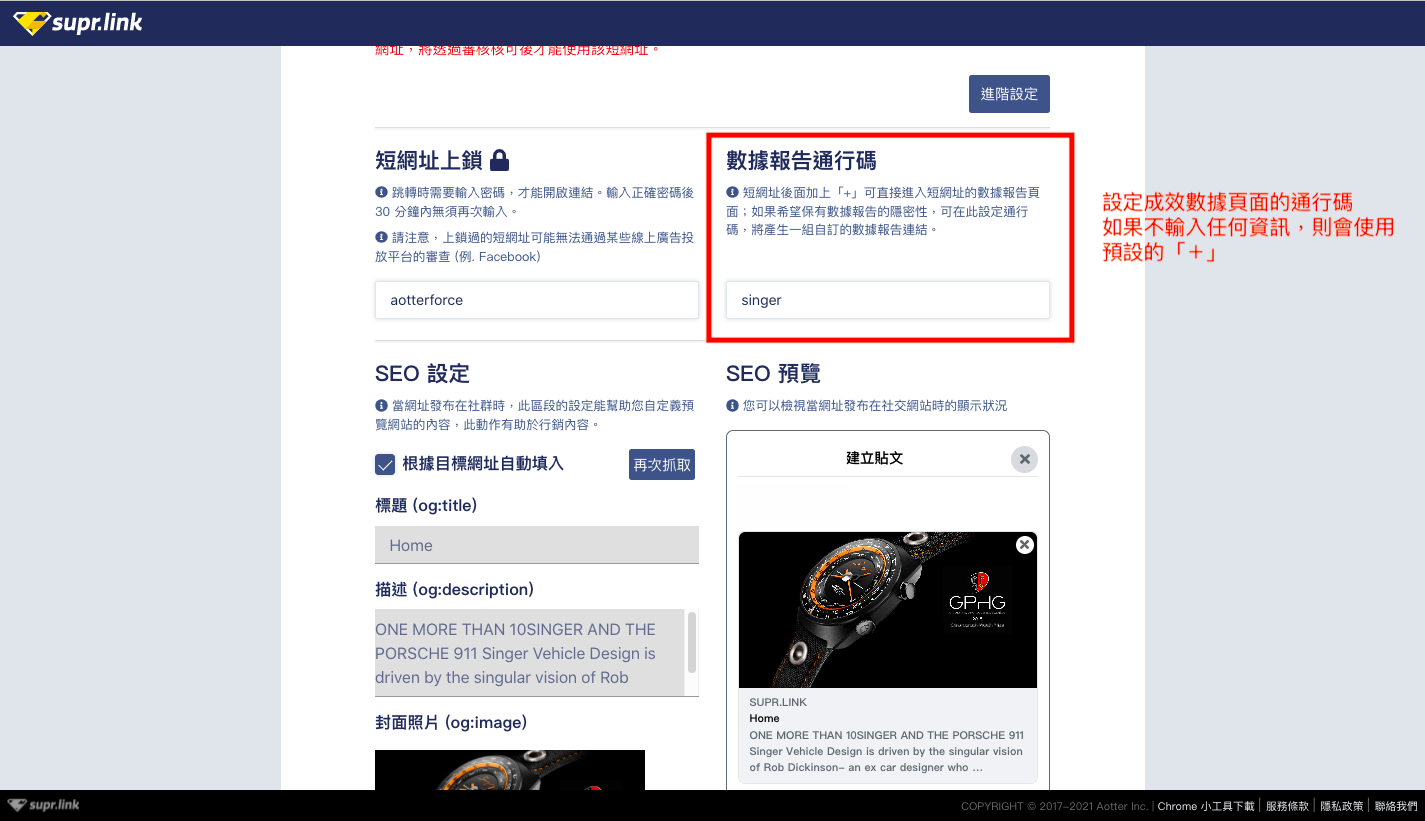 supr.link
網址，將透過審核核可後才能使用該短網址。
進階設定
短網址上鎖
跳轉時需要輸入密碼，才能開啟連結。輸入正確密碼後
30 分鐘內無須再次輸入。
請注意，上鎖過的短網址可能無法通過某些線上廣告投
放平台的審查 (例. Facebook)
aotterforce
數據報告通行碼
短網址後面加上「+」可直接進入短網址的數據報告頁
面；如果希望保有數據報告的隱密性，可在此設定通行
碼，將產生一組自訂的數據報告連結。
singer
設定成效數據頁面的通行碼
如果不輸入任何資訊，則會使用
預設的「＋」
SEO 設定
當網址發布在社群時，此區段的設定能幫助您自定義預
覽網站的內容，此動作有助於行銷內容。
根據目標網址自動填入
再次抓取
標題 (og:title)
Home
描述 (og:description)
ONE MORE THAN 10SINGER AND THE
PORSCHE 911 Singer Vehicle Design is
driven by the singular vision of Rob
封面照片 (og:image)
SEO 預覽
您可以檢視當網址發布在社交網站時的顯示狀況
建立貼文
GPHG
SUPR.LINK
Home
ONE MORE THAN 10SINGER AND THE PORSCHE 911
Singer Vehicle Design is driven by the singular vision
of Rob Dickinson– an ex car designer who ...
supr.link
COPYRIGHT © 2017-2021 Aotter Inc. | Chrome 小工具下載 | 服務條款 | 隱私政策 | 聯絡我們